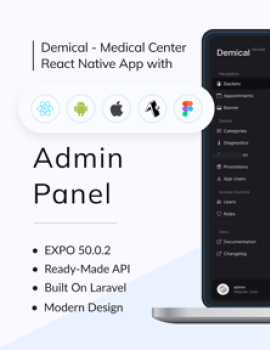 Demical - Medical Center
React Native App with
Admin
Panel
EXPO 50.0.2
Ready-Made API
Built On Laravel
Modern Design
Demical
Navigation
Doctors
Appointments
Banner
Details
Categories
Diagnostics
Promotions
App Users
Access Controls
Users
Roles
More
Documentation
Changelog
admin
Regular User